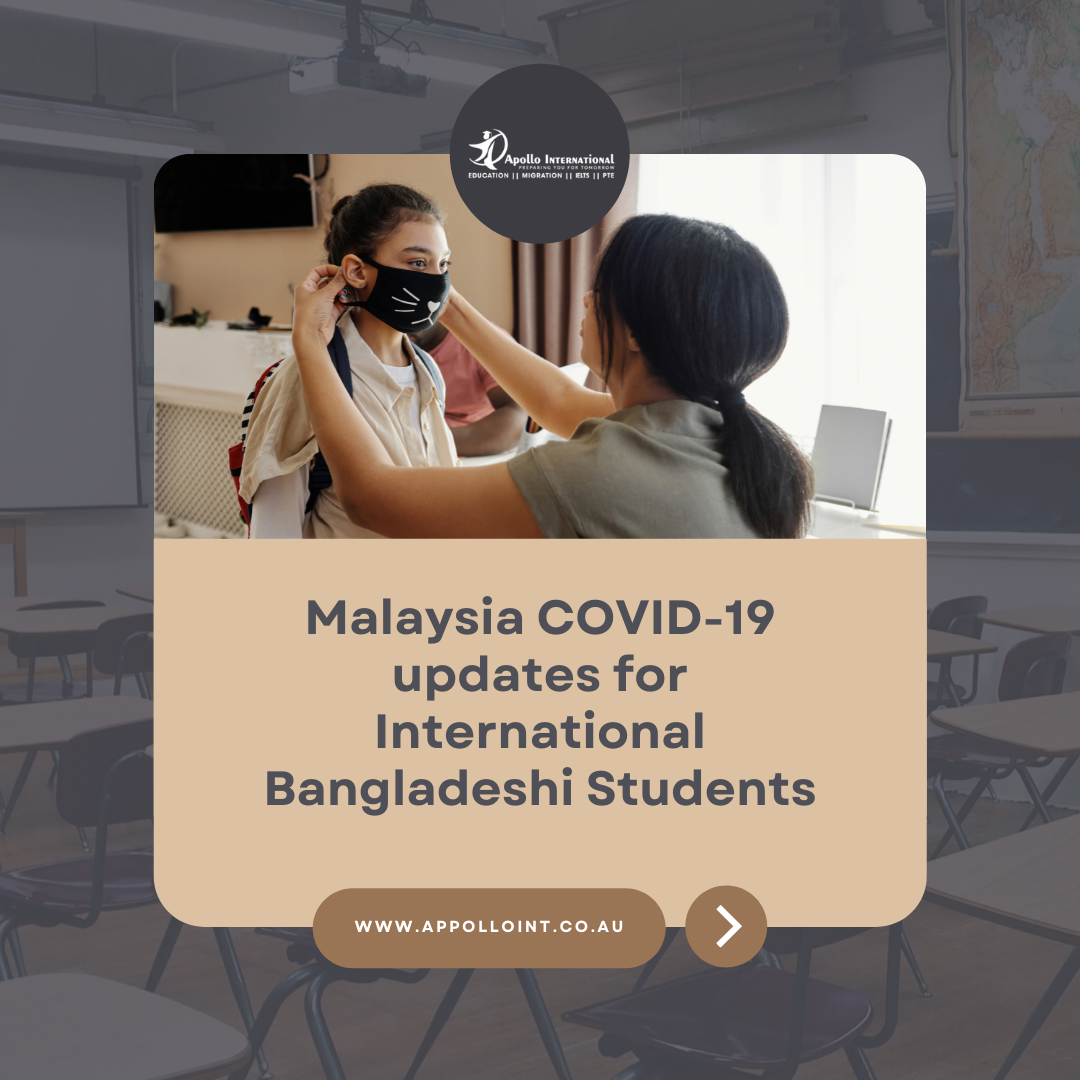 Apollo International
PREPARING YOU FOR TOMORROW
EDUCATION || MIGRATION || IELTS || PTE
Malaysia COVID-19
updates for
International
Bangladeshi Students
WWW.APPOLLOINT.CO.AU